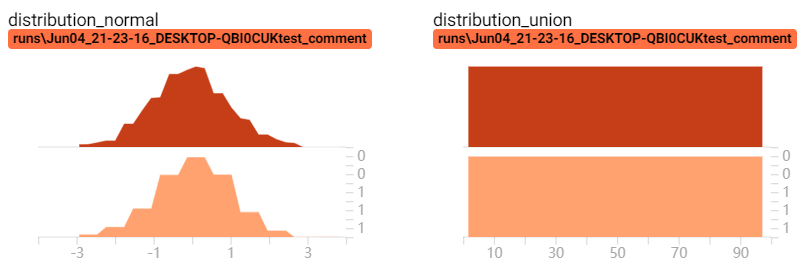 distribution_normal
runs\Jun04_21-23-16_DESKTOP-QBI0CUKtest_comment
0
0
1
1
1
-3 -1 1 3
distribution_union
runs\Jun04_21-23-16_DESKTOP-QBI0CUKtest_comment
0
0
1
1
1
10 30 50 70 90